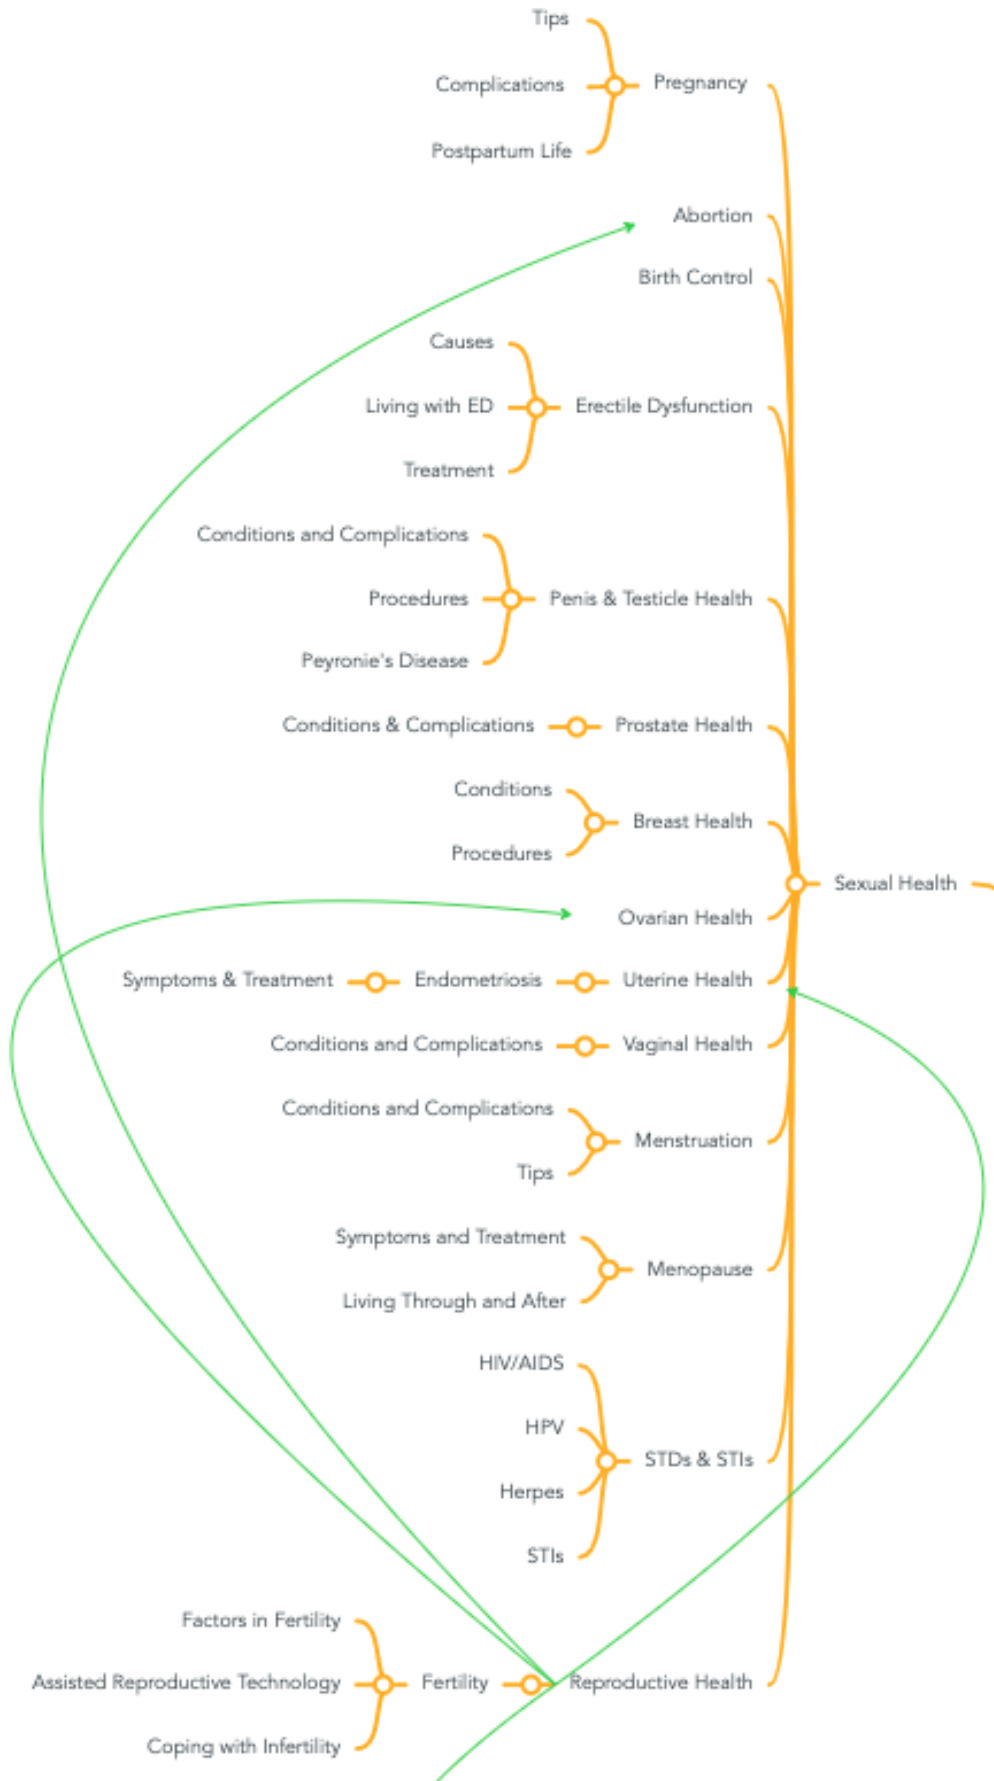 Tips
Pregnancy
Complications
Postpartum Life
Abortion
Birth Control
Causes
Living with ED
Erectile Dysfunction
Treatment
Conditions and Complications
Procedures
Penis & Testicle Health
Peyronie's Disease
Conditions & Complications
Prostate Health
Conditions
Breast Health
Procedures
Sexual Health
Ovarian Health
Symptoms & Treatment
Endometriosis
Uterine Health
Conditions and Complications
Vaginal Health
Conditions and Complications
Menstruation
Tips
Symptoms and Treatment
Menopause
Living Through and After
HIV/AIDS
HPV
STDs & STIs
Herpes
STIs
Factors in Fertility
Assisted Reproductive Technology
Fertility
Reproductive Health
Coping with Infertility